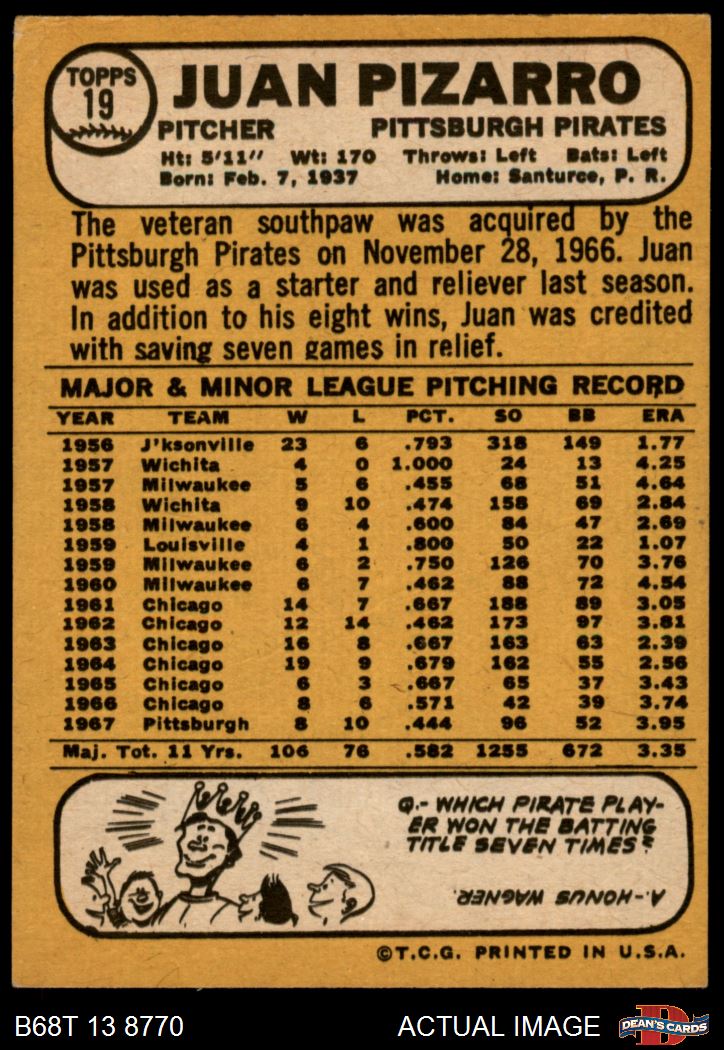 TOPPS
19
JUAN PIZARRO
PITCHER PITTSBURGH PIRATES
Ht: 5'11" Wt: 170 Throws: Left Bats: Left
Born: Feb. 7, 1937 Home: Santurce, P. R.
The veteran southpaw was acquired by the
Pittsburgh Pirates on November 28, 1966. Juan
was used as a starter and reliever last season.
In addition to his eight wins, Juan was credited
with saving seven games in relief.
MAJOR & MINOR LEAGUE PITCHING RECORD
YEAR TEAM W L PCT. SO BB ERA
1956 J'ksonville 23 6 .793 318 149 1.77
1957 Wichita 4 0 1.000 24 13 4.25
1957 Milwaukee 5 6 .455 68 51 4.64
1958 Wichita 9 10 .474 158 69 2.84
1958 Milwaukee 6 4 .600 84 47 2.69
1959 Louisville 4 1 .800 50 22 1.07
1959 Milwaukee 6 2 .750 126 70 3.76
1960 Milwaukee 6 7 .462 88 72 4.54
1961 Chicago 14 7 .667 188 89 3.05
1962 Chicago 12 14 .462 173 97 3.81
1963 Chicago 16 8 .667 163 63 2.39
1964 Chicago 19 9 .679 162 55 2.56
1965 Chicago 6 3 .667 65 37 3.43
1966 Chicago 8 6 .571 42 39 3.74
1967 Pittsburgh 8 10 .444 96 52 3.95
Maj. Tot. 11 Yrs. 106 76 .582 1255 672 3.35
Q.- WHICH PIRATE PLAY-
ER WON THE BATTING
TITLE SEVEN TIMES?
A.-HONUS WAGNER.
©T.C.G. PRINTED IN U.S.A.
B68T 13 8770 ACTUAL IMAGE
D
DEAN'S CARDS